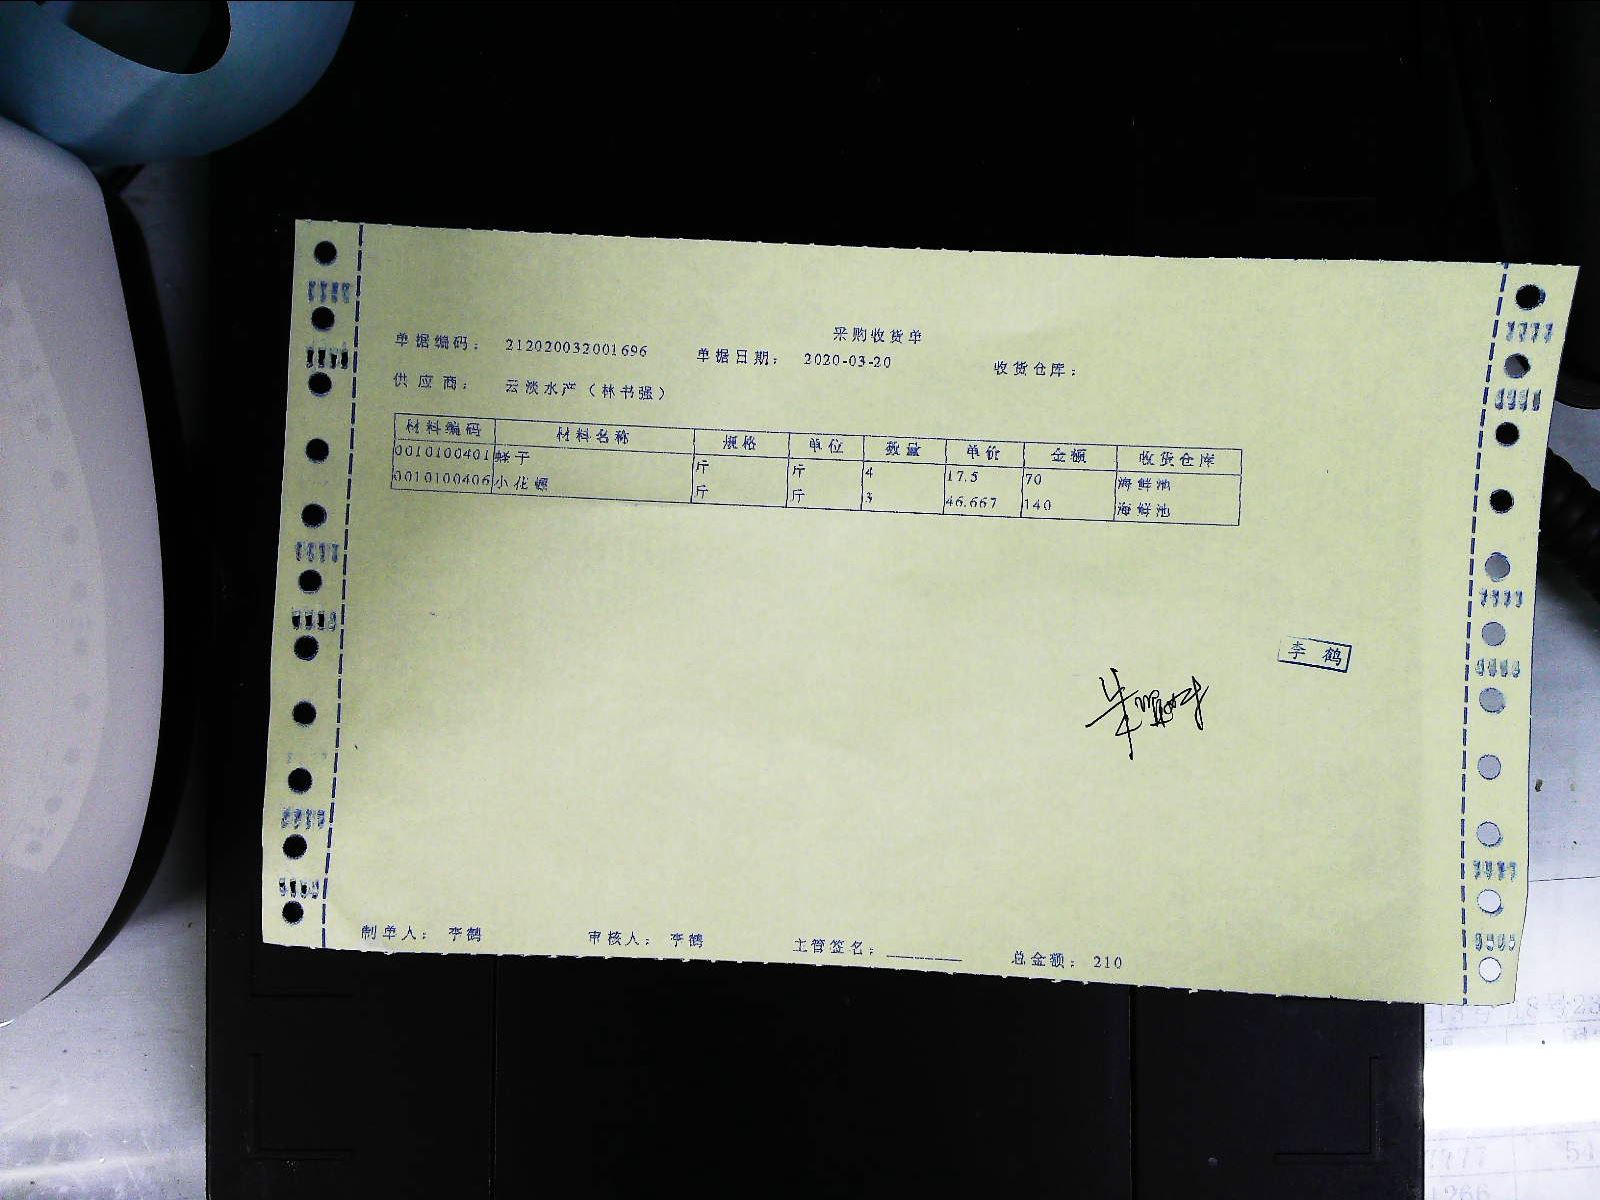 采购收货单
单据编码： 212020032001696 单据日期： 2020-03-20 收货仓库：
供应商： 云淡水产（林书强）
材料编码 材料名称 规格 单位 数量 单价 金额 收货仓库
0010100401 蛏子 斤 斤 4 17.5 70 海鲜池
0010100406 小花螺 斤 斤 3 46.667 140 海鲜池
李鹤
制单人： 李鹤 审核人： 李鹤 主管签名： 总金额： 210